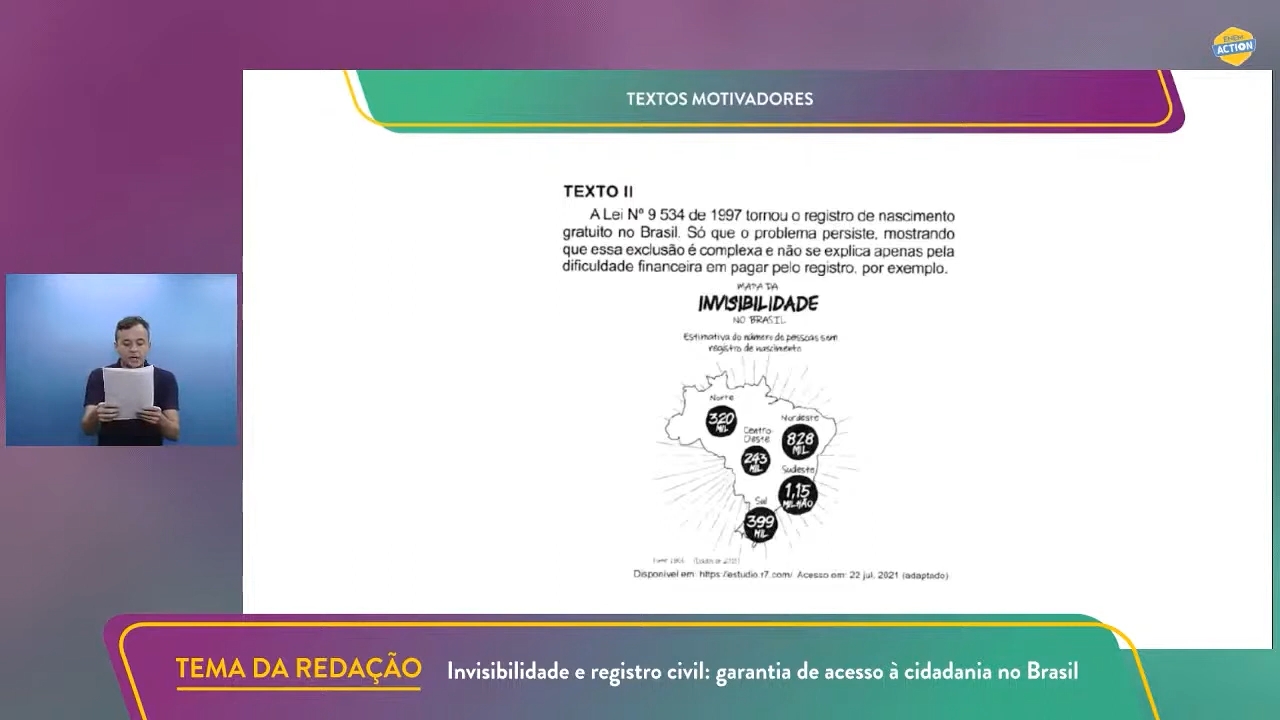 ENEM
ACTION
TEXTOS MOTIVADORES
TEXTO II
A Lei Nº 9 534 de 1997 tornou o registro de nascimento
gratuito no Brasil. Só que o problema persiste, mostrando
que essa exclusão é complexa e não se explica apenas pela
dificuldade financeira em pagar pelo registro, por exemplo.
MAPA DA
INVISIBILIDADE
NO BRASIL
Estimativa do número de pessoas sem
registro de nascimento
Norte
320
MIL
Nordeste
828
MIL
Centro
Oeste
243
MIL
Sudeste
1,15
MILHÃO
Sul
399
MIL
Disponível em: https://estudio.r7.com/ Acesso em: 22 jul. 2021 (adaptado)
TEMA DA REDAÇÃO
Invisibilidade e registro civil: garantia de acesso à cidadania no Brasil